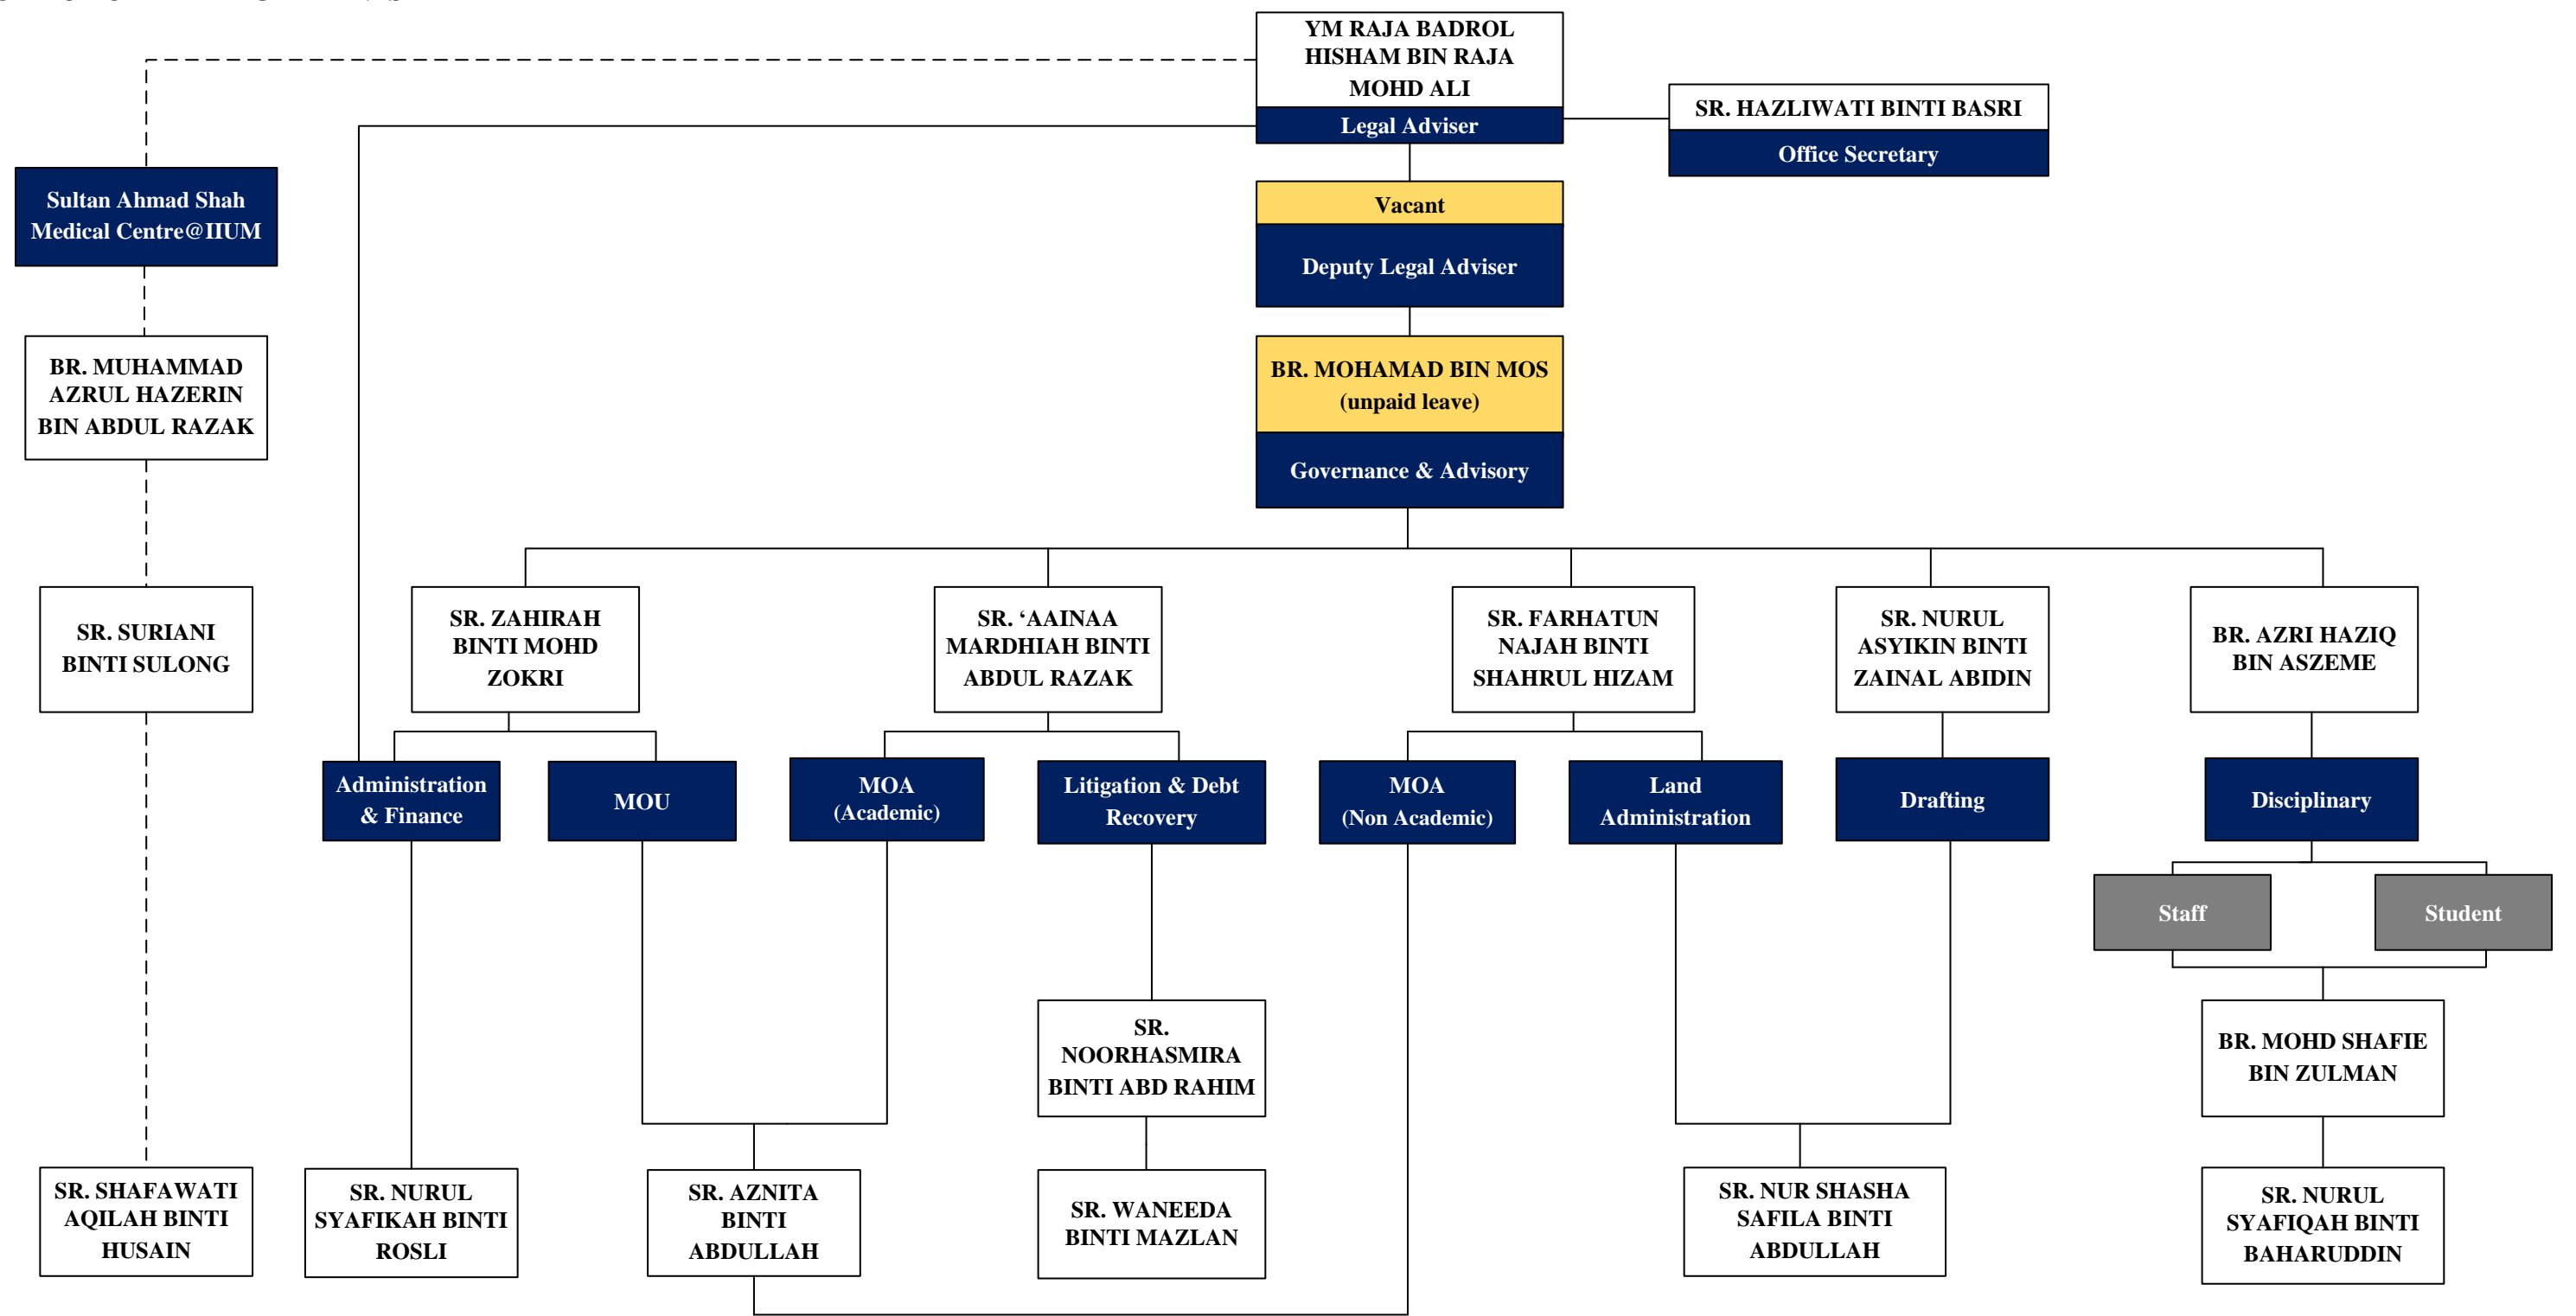 YM RAJA BADROL
HISHAM BIN RAJA
MOHD ALI
Legal Adviser
SR. HAZLIWATI BINTI BASRI
Office Secretary
Sultan Ahmad Shah
Medical Centre@IIUM
Vacant
Deputy Legal Adviser
BR. MUHAMMAD
AZRUL HAZERIN
BIN ABDUL RAZAK
BR. MOHAMAD BIN MOS
(unpaid leave)
Governance & Advisory
SR. SURIANI
BINTI SULONG
SR. ZAHIRAH
BINTI MOHD
ZOKRI
SR. ‘AAINAA
MARDHIAH BINTI
ABDUL RAZAK
SR. FARHATUN
NAJAH BINTI
SHAHRUL HIZAM
SR. NURUL
ASYIKIN BINTI
ZAINAL ABIDIN
BR. AZRI HAZIQ
BIN ASZEME
Administration
& Finance
MOU
MOA
(Academic)
Litigation & Debt
Recovery
MOA
(Non Academic)
Land
Administration
Drafting
Disciplinary
Staff
Student
SR.
NOORHASMIRA
BINTI ABD RAHIM
BR. MOHD SHAFIE
BIN ZULMAN
SR. SHAFAWATI
AQILAH BINTI
HUSAIN
SR. NURUL
SYAFIKAH BINTI
ROSLI
SR. AZNITA
BINTI
ABDULLAH
SR. WANEEDA
BINTI MAZLAN
SR. NUR SHASHA
SAFILA BINTI
ABDULLAH
SR. NURUL
SYAFIQAH BINTI
BAHARUDDIN